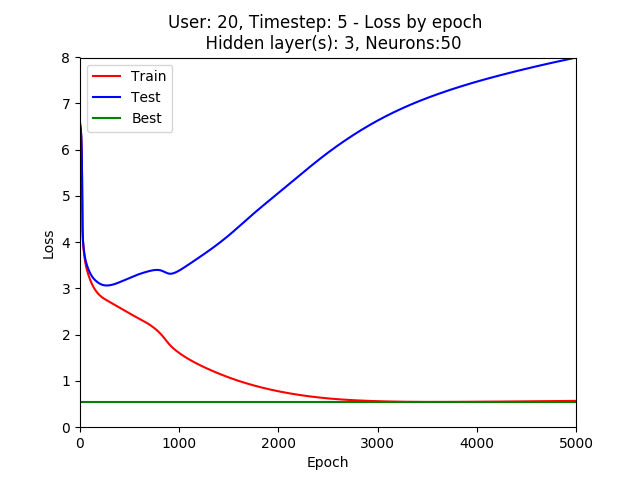 User: 20, Timestep: 5 - Loss by epoch
Hidden layer(s): 3, Neurons:50
Train
Test
Best
8
7
6
5
4
3
2
1
0
Loss
0 1000 2000 3000 4000 5000
Epoch